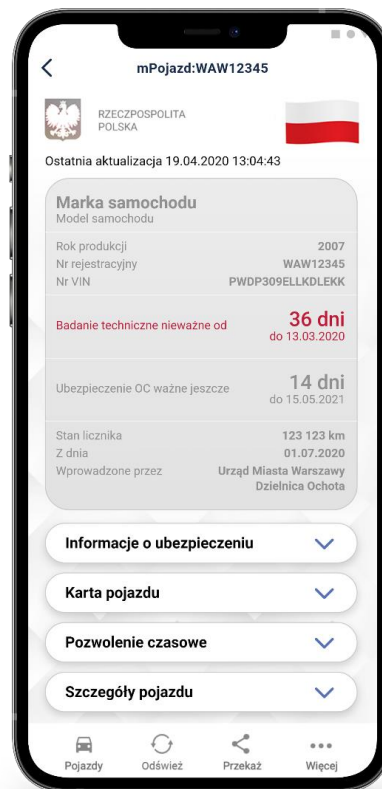 mPojazd:WAW12345
RZECZPOSPOLITA
POLSKA
Ostatnia aktualizacja 19.04.2020 13:04:43
Marka samochodu
Model samochodu
Rok produkcji 2007
Nr rejestracyjny WAW12345
Nr VIN PWDP309ELLKDLEKK
Badanie techniczne nieważne od 36 dni
do 13.03.2020
Ubezpieczenie OC ważne jeszcze 14 dni
do 15.05.2021
Stan licznika 123 123 km
Z dnia 01.07.2020
Wprowadzone przez Urząd Miasta Warszawy
Dzielnica Ochota
Informacje o ubezpieczeniu
Karta pojazdu
Pozwolenie czasowe
Szczegóły pojazdu
Pojazdy Odśwież Przekaż Więcej